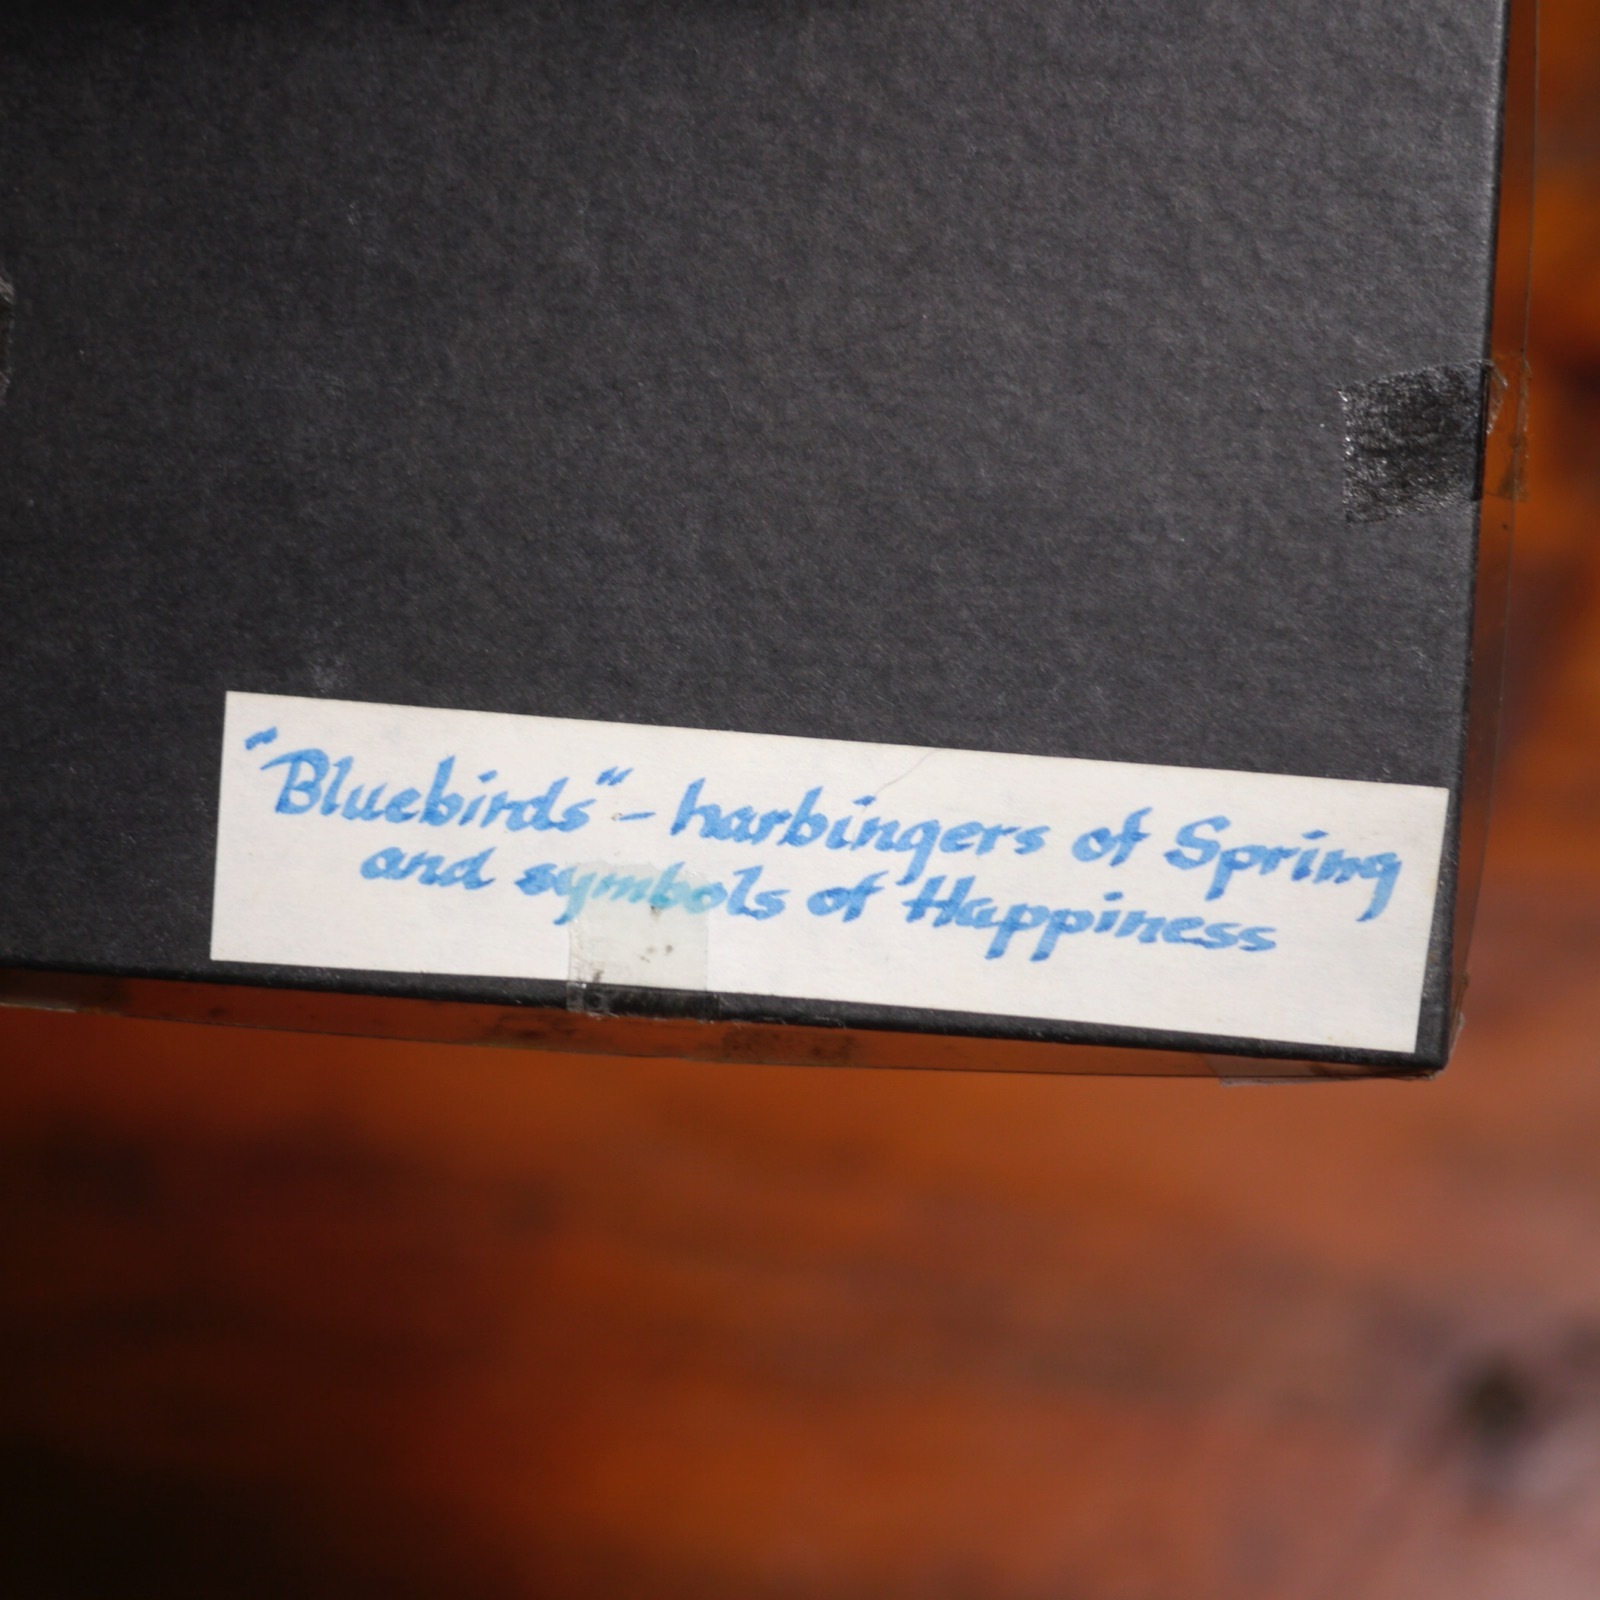 "Bluebirds" - harbingers of Spring
and symbols of Happiness